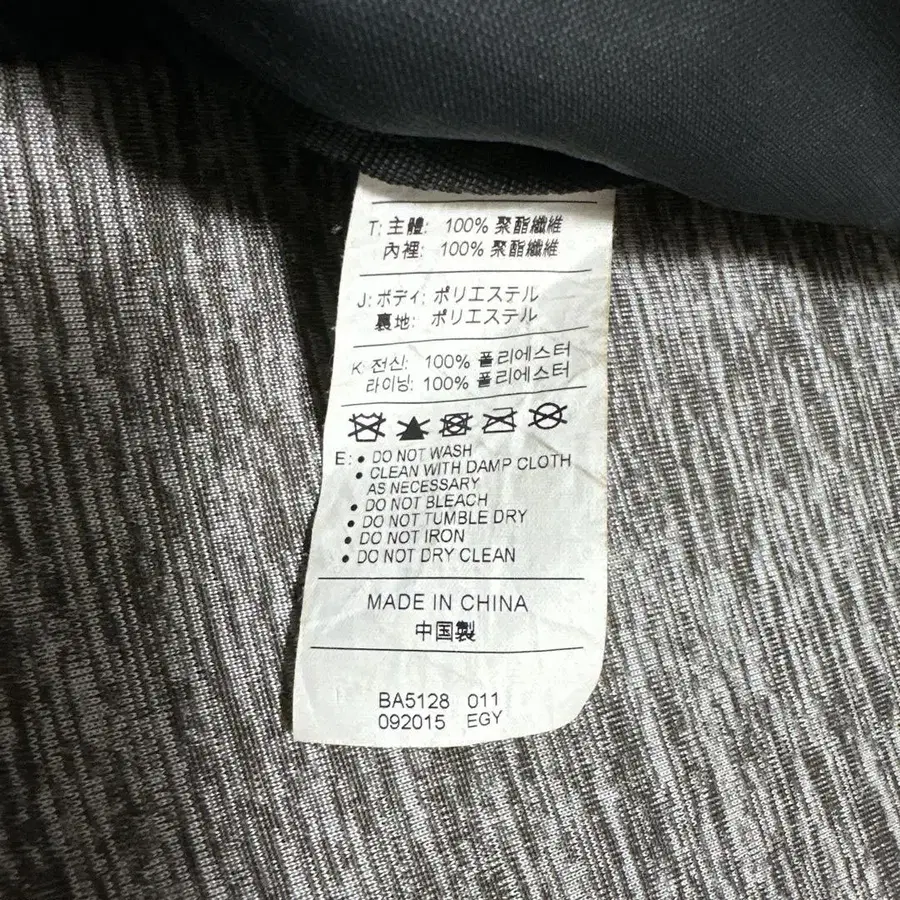 T: 主體: 100% 聚酯纖維
內裡: 100% 聚酯纖維
J: ボディ: ポリエステル
裏地: ポリエステル
K: 전신: 100% 폴리에스터
라이닝: 100% 폴리에스터
E: • DO NOT WASH
• CLEAN WITH DAMP CLOTH
AS NECESSARY
• DO NOT BLEACH
• DO NOT TUMBLE DRY
• DO NOT IRON
• DO NOT DRY CLEAN
MADE IN CHINA
中国製
BA5128 011
092015 EGY